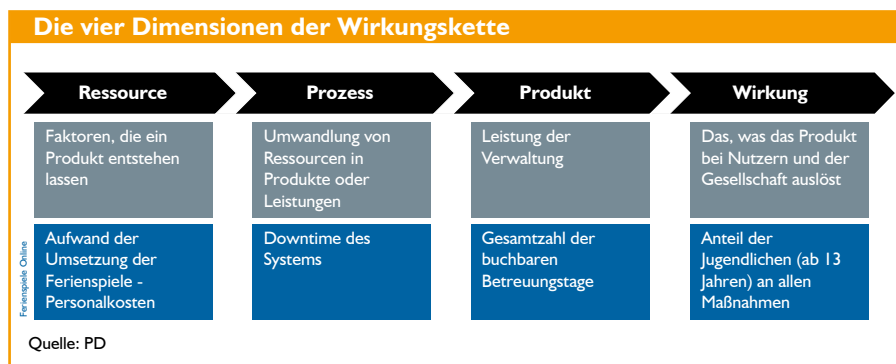 Die vier Dimensionen der Wirkungskette
Ressource
Prozess
Produkt
Wirkung
Faktoren, die ein
Produkt entstehen
lassen
Umwandlung von
Ressourcen in
Produkte oder
Leistungen
Leistung der
Verwaltung
Das, was das Produkt
bei Nutzern und der
Gesellschaft auslöst
Ferienspiele Online
Aufwand der
Umsetzung der
Ferienspiele -
Personalkosten
Downtime des
Systems
Gesamtzahl der
buchbaren
Betreuungstage
Anteil der
Jugendlichen (ab 13
Jahren) an allen
Maßnahmen
Quelle: PD